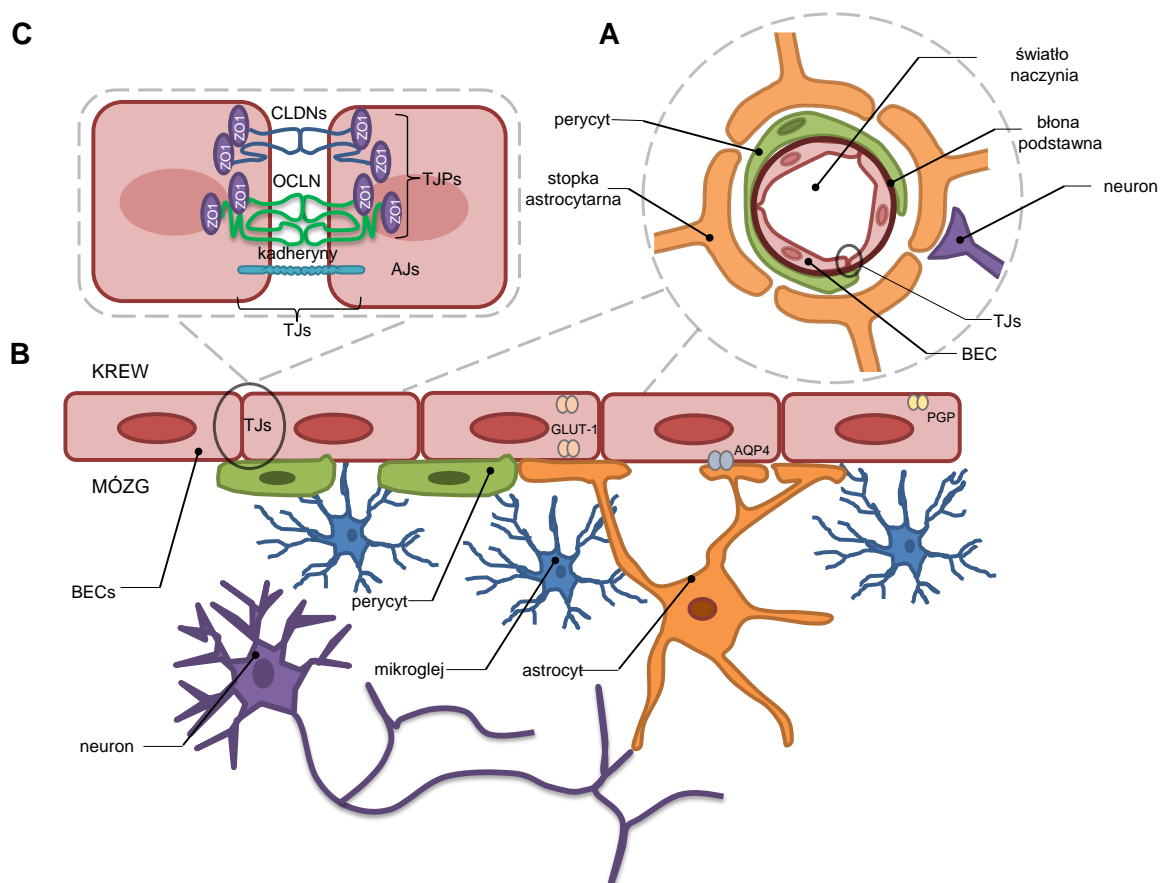 C
CLDNs
ZO1
ZO1
ZO1
ZO1
OCLN
TJPs
ZO1
ZO1
ZO1
ZO1
kadheryny
AJs
TJs
A
światło
naczynia
perycyt
błona
podstawna
stopka
astrocytarna
neuron
TJs
BEC
B
KREW
TJs
GLUT-1
PGP
AQP4
MÓZG
BECs
perycyt
mikroglej
astrocyt
neuron